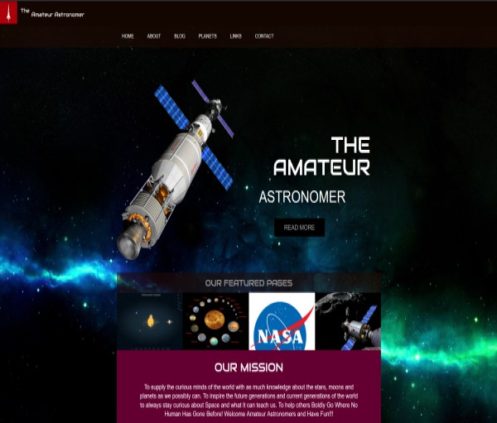 The Amateur Astronomer
HOME ABOUT BLOG PLANETS LINKS CONTACT
THE
AMATEUR
ASTRONOMER
READ MORE
OUR FEATURED PAGES
NASA
OUR MISSION
To supply the curious minds of the world with as much knowledge about the stars, moons and
planets as we possibly can. To inspire the future generations and current generations of the world
to always stay curious about Space and what it can teach us. To help others Boldly Go Where No
Human Has Gone Before! Welcome Amateur Astronomers and Have Fun!!!